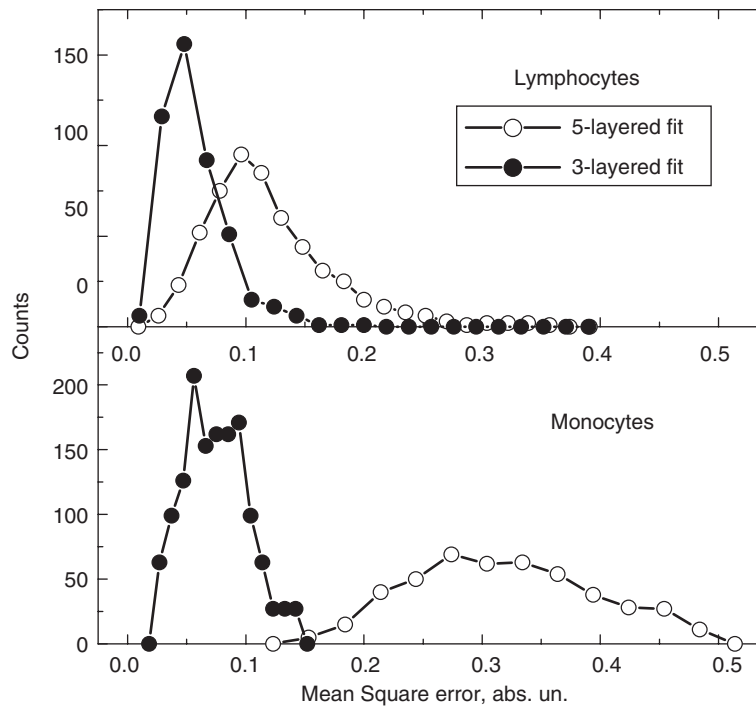 150
Lymphocytes
5-layered fit
100
3-layered fit
50
0
Counts
0.0 0.1 0.2 0.3 0.4 0.5
200
Monocytes
150
100
50
0
0.0 0.1 0.2 0.3 0.4 0.5
Mean Square error, abs. un.